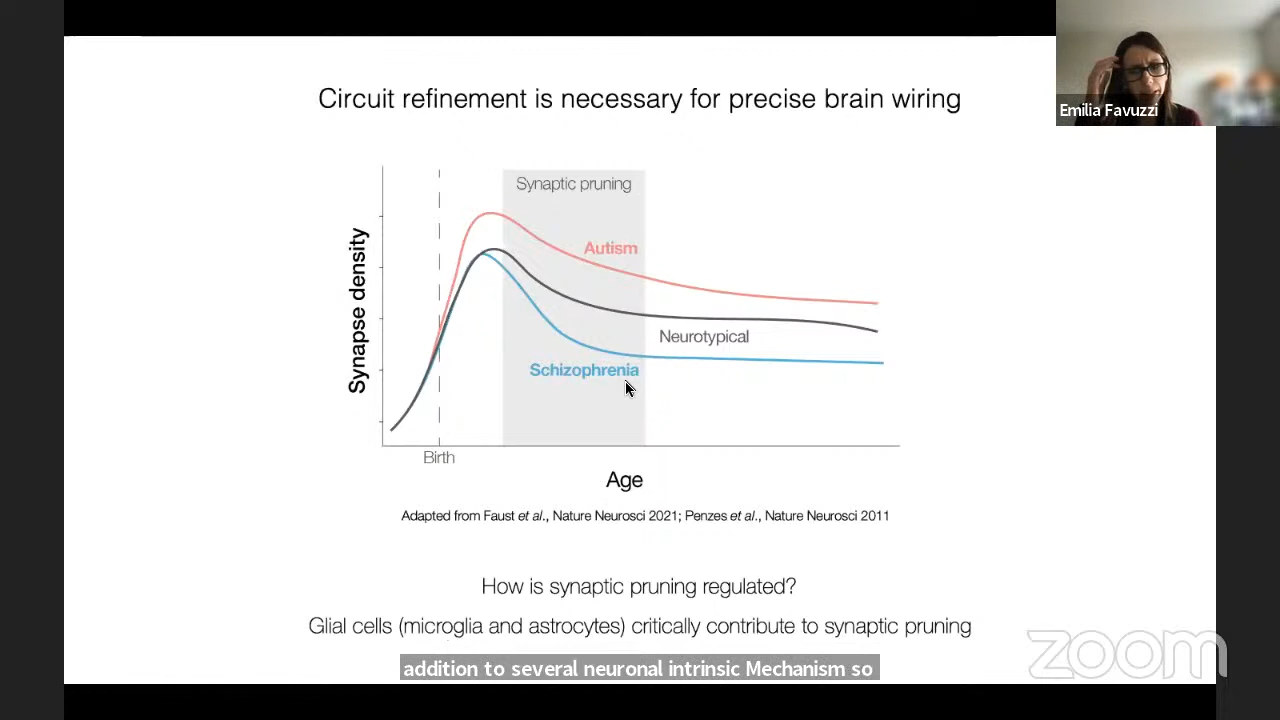 Circuit refinement is necessary for precise brain wiring
Emilia Favuzzi
Synaptic pruning
Autism
Synapse density
Neurotypical
Schizophrenia
Birth
Age
Adapted from Faust et al., Nature Neurosci 2021; Penzes et al., Nature Neurosci 2011
How is synaptic pruning regulated?
Glial cells (microglia and astrocytes) critically contribute to synaptic pruning
zoom
addition to several neuronal intrinsic Mechanism so